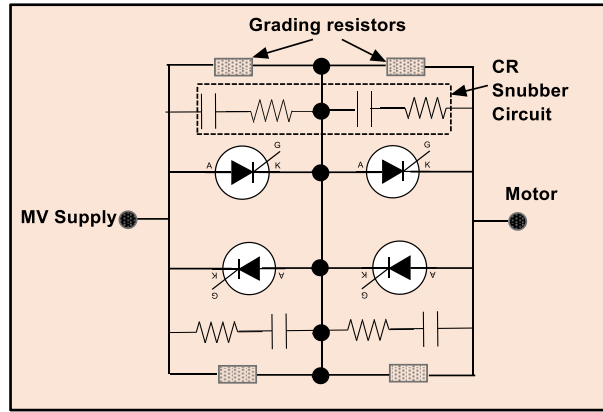 Grading resistors
CR
Snubber
Circuit
G
A K
G
A K
MV Supply
Motor
K A
G
K A
G